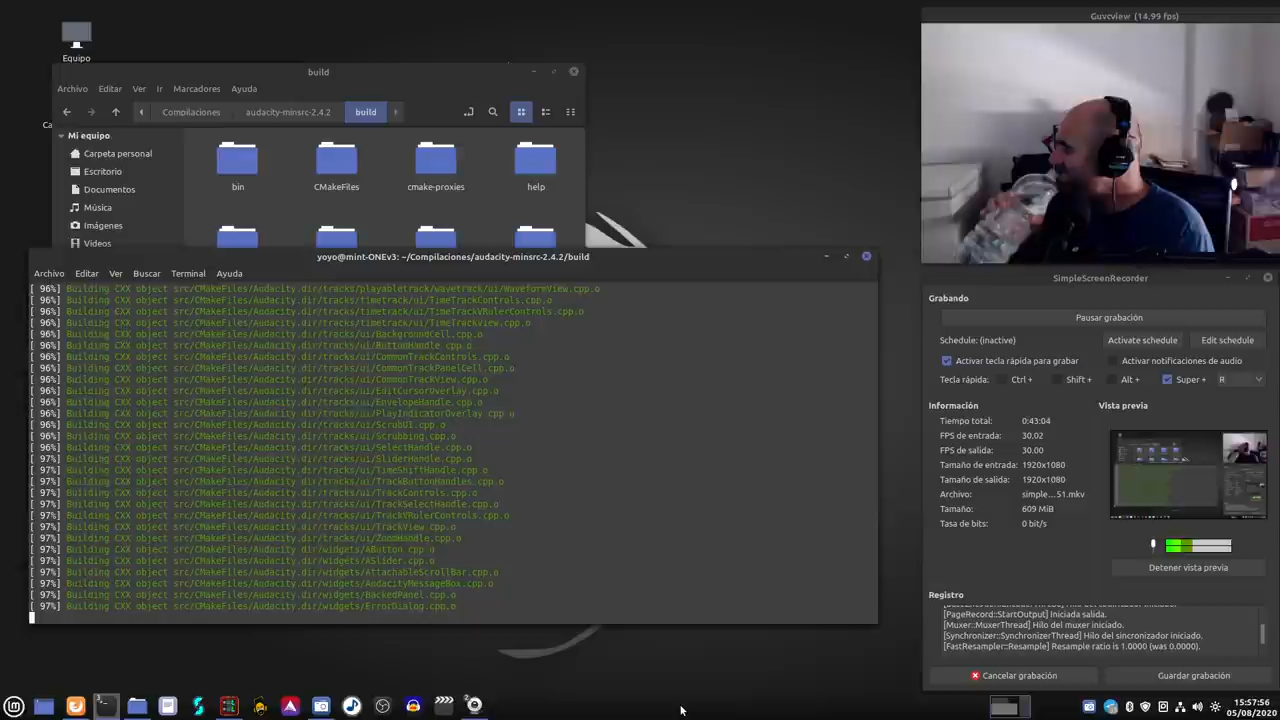 Equipo
build
Archivo Editar Ver Ir Marcadores Ayuda
Compilaciones audacity-minsrc-2.4.2 build
Mi equipo
Carpeta personal
Escritorio
Documentos
Música
Imágenes
Vídeos
bin CMakeFiles cmake-proxies help
yoyo@mint-ONEv3: ~/Compilaciones/audacity-minsrc-2.4.2/build
Archivo Editar Ver Buscar Terminal Ayuda
[ 96%] Building CXX object src/CMakeFiles/Audacity.dir/tracks/playabletrack/wavetrack/ui/WaveformView.cpp.o
[ 96%] Building CXX object src/CMakeFiles/Audacity.dir/tracks/timetrack/ui/TimeTrackControls.cpp.o
[ 96%] Building CXX object src/CMakeFiles/Audacity.dir/tracks/timetrack/ui/TimeTrackVRulerControls.cpp.o
[ 96%] Building CXX object src/CMakeFiles/Audacity.dir/tracks/timetrack/ui/TimeTrackView.cpp.o
[ 96%] Building CXX object src/CMakeFiles/Audacity.dir/tracks/ui/BackgroundCell.cpp.o
[ 96%] Building CXX object src/CMakeFiles/Audacity.dir/tracks/ui/ButtonHandle.cpp.o
[ 96%] Building CXX object src/CMakeFiles/Audacity.dir/tracks/ui/CommonTrackControls.cpp.o
[ 96%] Building CXX object src/CMakeFiles/Audacity.dir/tracks/ui/CommonTrackPanelCell.cpp.o
[ 96%] Building CXX object src/CMakeFiles/Audacity.dir/tracks/ui/CommonTrackView.cpp.o
[ 96%] Building CXX object src/CMakeFiles/Audacity.dir/tracks/ui/EditCursorOverlay.cpp.o
[ 96%] Building CXX object src/CMakeFiles/Audacity.dir/tracks/ui/EnvelopeHandle.cpp.o
[ 96%] Building CXX object src/CMakeFiles/Audacity.dir/tracks/ui/PlayIndicatorOverlay.cpp.o
[ 96%] Building CXX object src/CMakeFiles/Audacity.dir/tracks/ui/ScrubUI.cpp.o
[ 96%] Building CXX object src/CMakeFiles/Audacity.dir/tracks/ui/Scrubbing.cpp.o
[ 96%] Building CXX object src/CMakeFiles/Audacity.dir/tracks/ui/SelectHandle.cpp.o
[ 97%] Building CXX object src/CMakeFiles/Audacity.dir/tracks/ui/SliderHandle.cpp.o
[ 97%] Building CXX object src/CMakeFiles/Audacity.dir/tracks/ui/TimeShiftHandle.cpp.o
[ 97%] Building CXX object src/CMakeFiles/Audacity.dir/tracks/ui/TrackButtonHandles.cpp.o
[ 97%] Building CXX object src/CMakeFiles/Audacity.dir/tracks/ui/TrackControls.cpp.o
[ 97%] Building CXX object src/CMakeFiles/Audacity.dir/tracks/ui/TrackSelectHandle.cpp.o
[ 97%] Building CXX object src/CMakeFiles/Audacity.dir/tracks/ui/TrackVRulerControls.cpp.o
[ 97%] Building CXX object src/CMakeFiles/Audacity.dir/tracks/ui/TrackView.cpp.o
[ 97%] Building CXX object src/CMakeFiles/Audacity.dir/tracks/ui/ZoomHandle.cpp.o
[ 97%] Building CXX object src/CMakeFiles/Audacity.dir/widgets/AButton.cpp.o
[ 97%] Building CXX object src/CMakeFiles/Audacity.dir/widgets/ASlider.cpp.o
[ 97%] Building CXX object src/CMakeFiles/Audacity.dir/widgets/AttachableScrollBar.cpp.o
[ 97%] Building CXX object src/CMakeFiles/Audacity.dir/widgets/AudacityMessageBox.cpp.o
[ 97%] Building CXX object src/CMakeFiles/Audacity.dir/widgets/BackedPanel.cpp.o
[ 97%] Building CXX object src/CMakeFiles/Audacity.dir/widgets/ErrorDialog.cpp.o
Guvcview (14.99 fps)
SimpleScreenRecorder
Grabando
Pausar grabación
Schedule: (inactive) Activate schedule Edit schedule
Activar tecla rápida para grabar Activar notificaciones de audio
Tecla rápida: Ctrl + Shift + Alt + Super + R
Información Vista previa
Tiempo total: 0:43:04
FPS de entrada: 30.02
FPS de salida: 30.00
Tamaño de entrada: 1920x1080
Tamaño de salida: 1920x1080
Archivo: simple....51.mkv
Tamaño: 609 MiB
Tasa de bits: 0 bit/s
Detener vista previa
Registro
[PageRecord::StartOutput] Iniciada salida.
[Muxer::MuxerThread] Hilo del muxer iniciado.
[Synchronizer::SynchronizerThread] Hilo del sincronizador iniciado.
[FastResampler::Resample] Resample ratio is 1.0000 (was 0.0000).
Cancelar grabación Guardar grabación
15:57:56
05/08/2020